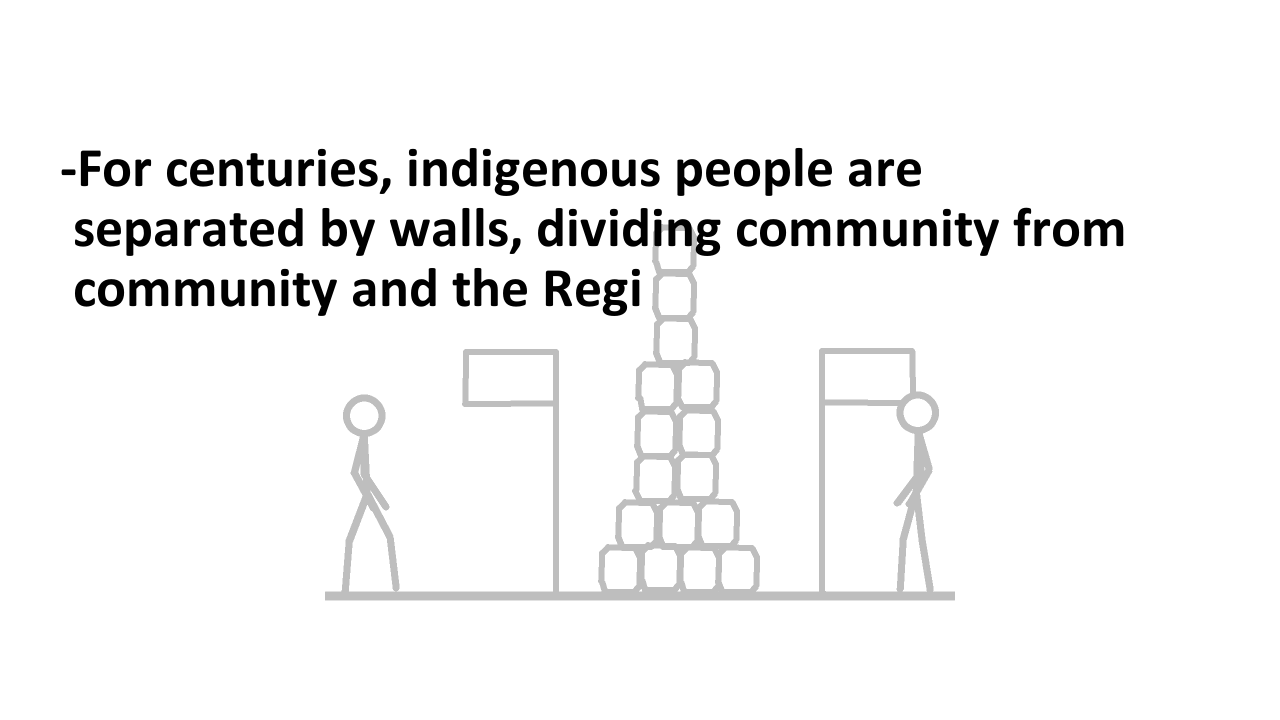 -For centuries, indigenous people are
separated by walls, dividing community from
community and the Regi